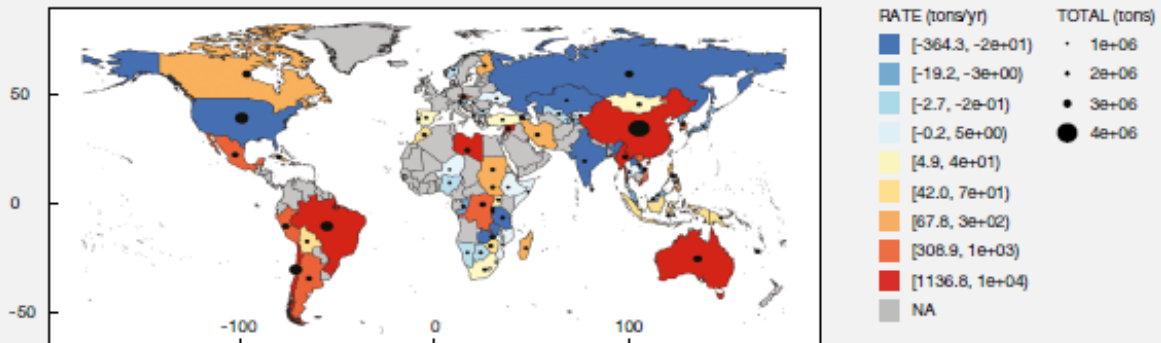 RATE (tons/yr)
[-364.3, -2e+01)
[-19.2, -3e+00)
[-2.7, -2e-01)
[-0.2, 5e+00)
[4.9, 4e+01)
[42.0, 7e+01)
[67.8, 3e+02)
[308.9, 1e+03)
[1136.8, 1e+04)
NA
TOTAL (tons)
1e+06
2e+06
3e+06
4e+06
50
0
-50
-100
0
100